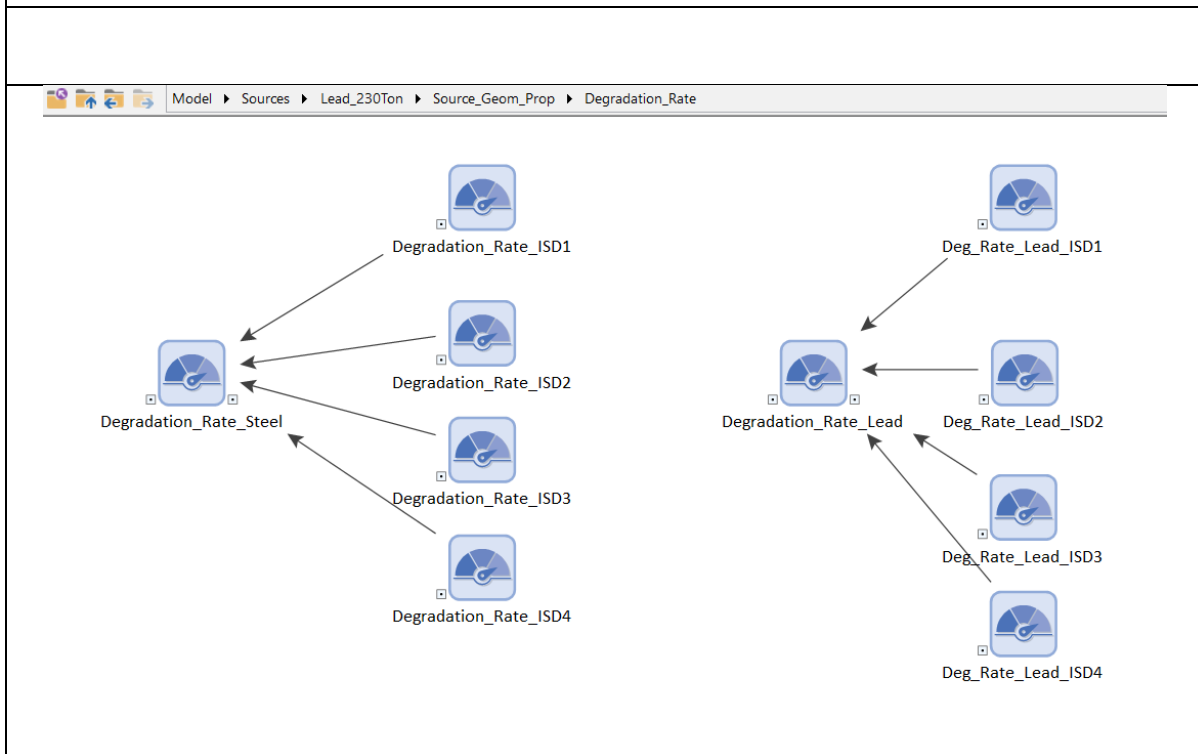 Model ▸ Sources ▸ Lead_230Ton ▸ Source_Geom_Prop ▸ Degradation_Rate
Degradation_Rate_ISD1
Deg_Rate_Lead_ISD1
Degradation_Rate_ISD2
Degradation_Rate_Steel
Degradation_Rate_Lead
Deg_Rate_Lead_ISD2
Degradation_Rate_ISD3
Deg_Rate_Lead_ISD3
Degradation_Rate_ISD4
Deg_Rate_Lead_ISD4